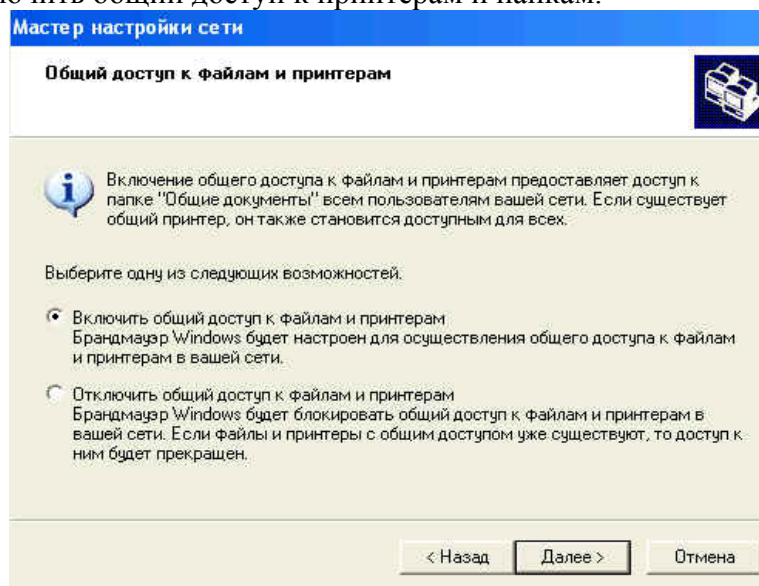 общий доступ к принтерам и папкам.
Мастер настройки сети
Общий доступ к файлам и принтерам
Включение общего доступа к файлам и принтерам предоставляет доступ к
папке "Общие документы" всем пользователям вашей сети. Если существует
общий принтер, он также становится доступным для всех.
Выберите одну из следующих возможностей.
Включить общий доступ к файлам и принтерам
Брандмауэр Windows будет настроен для осуществления общего доступа к файлам
и принтерам в вашей сети.
Отключить общий доступ к файлам и принтерам
Брандмауэр Windows будет блокировать общий доступ к файлам и принтерам в
вашей сети. Если файлы и принтеры с общим доступом уже существуют, то доступ к
ним будет прекращен.
< Назад
Далее >
Отмена